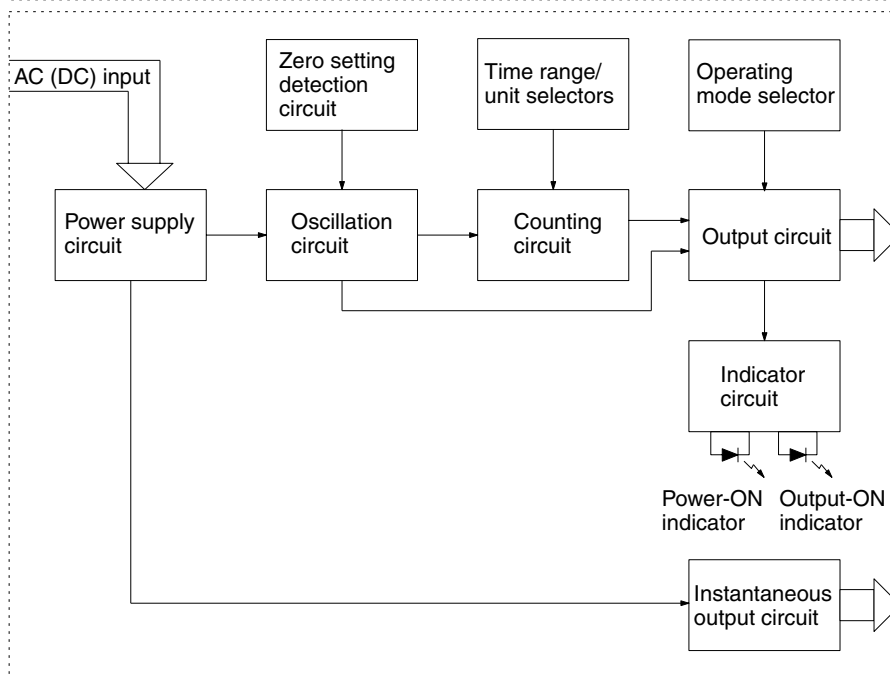 AC (DC) input
Zero setting
detection
circuit
Time range/
unit selectors
Operating
mode selector
Power supply
circuit
Oscillation
circuit
Counting
circuit
Output circuit
Indicator
circuit
Power-ON
indicator
Output-ON
indicator
Instantaneous
output circuit